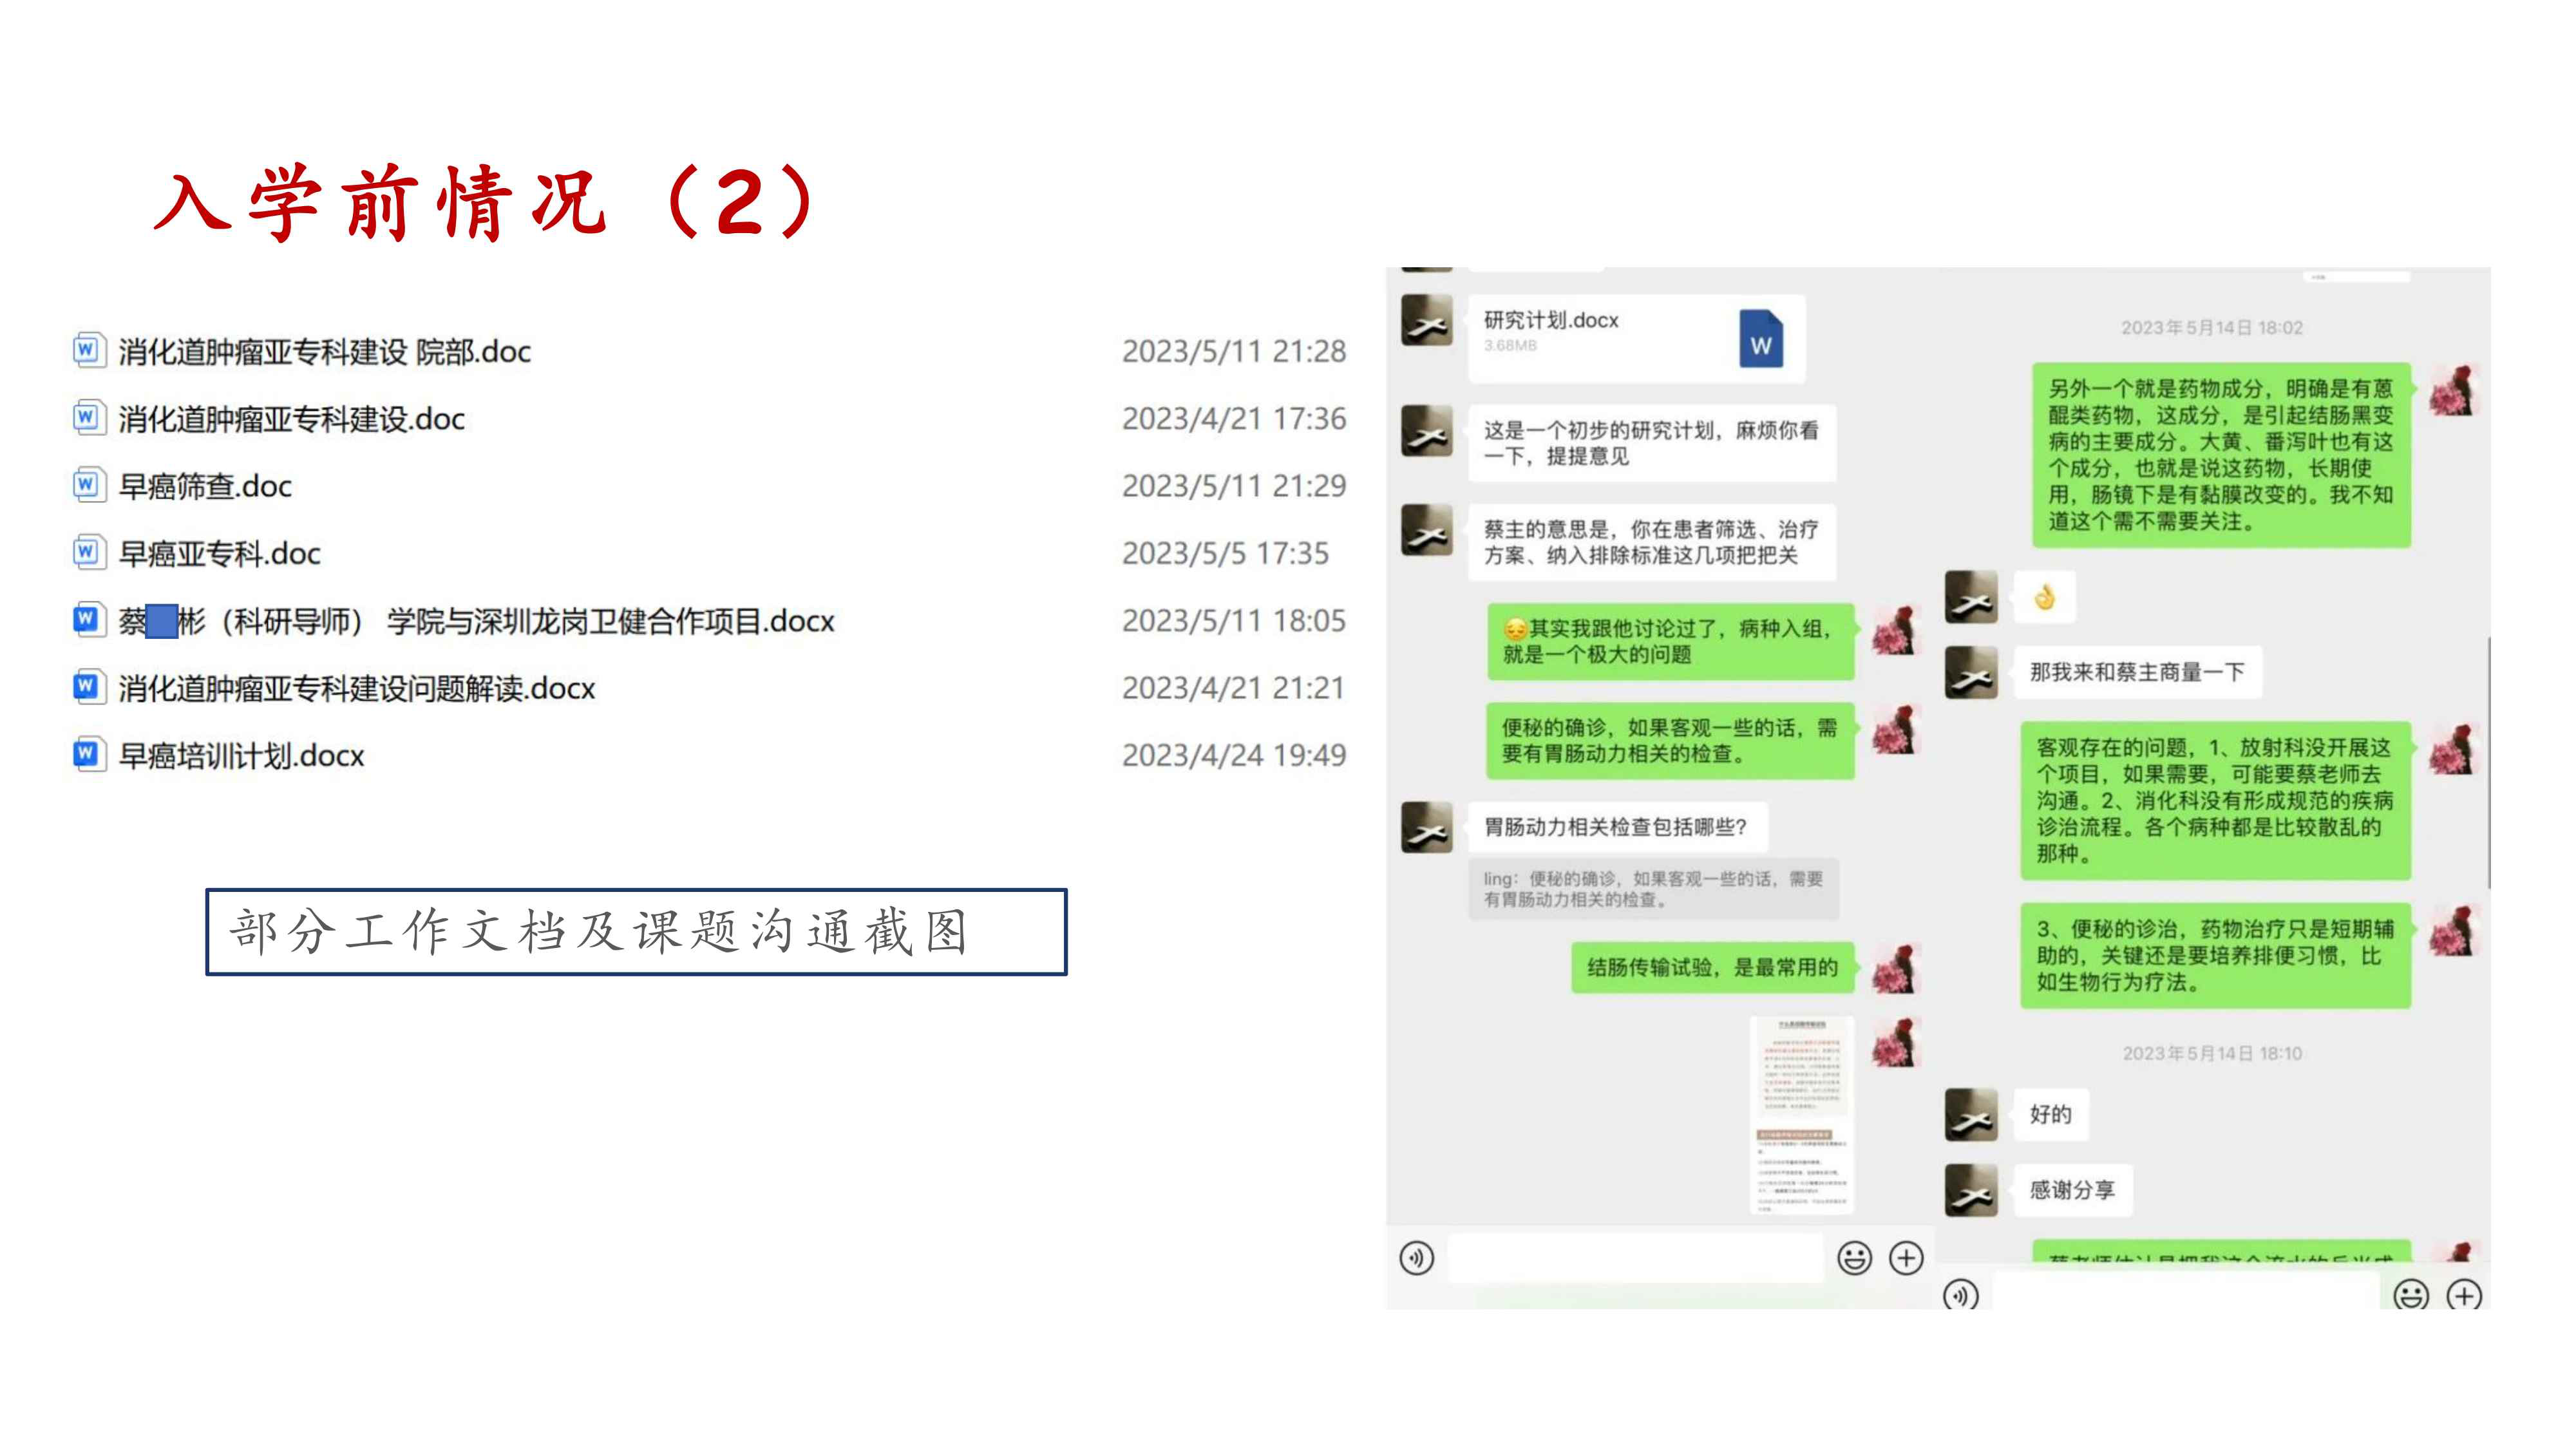 入学前情况（2）
消化道肿瘤亚专科建设 院部.doc 2023/5/11 21:28
消化道肿瘤亚专科建设.doc 2023/4/21 17:36
早癌筛查.doc 2023/5/11 21:29
早癌亚专科.doc 2023/5/5 17:35
蔡 彬（科研导师） 学院与深圳龙岗卫健合作项目.docx 2023/5/11 18:05
消化道肿瘤亚专科建设问题解读.docx 2023/4/21 21:21
早癌培训计划.docx 2023/4/24 19:49
部分工作文档及课题沟通截图
研究计划.docx
3.68MB
W
这是一个初步的研究计划，麻烦你看
一下，提提意见
蔡主的意思是，你在患者筛选、治疗
方案、纳入排除标准这几项把把关
😔其实我跟他讨论过了，病种入组，
就是一个极大的问题
便秘的确诊，如果客观一些的话，需
要有胃肠动力相关的检查。
胃肠动力相关检查包括哪些?
ling：便秘的确诊，如果客观一些的话，需要
有胃肠动力相关的检查。
结肠传输试验，是最常用的
2023年5月14日 18:02
另外一个就是药物成分，明确是有蒽
醌类药物，这成分，是引起结肠黑变
病的主要成分。大黄、番泻叶也有这
个成分，也就是说这药物，长期使
用，肠镜下是有黏膜改变的。我不知
道这个需不需要关注。
👌
那我来和蔡主商量一下
客观存在的问题，1、放射科没开展这
个项目，如果需要，可能要蔡老师去
沟通。2、消化科没有形成规范的疾病
诊治流程。各个病种都是比较散乱的
那种。
3、便秘的诊治，药物治疗只是短期辅
助的，关键还是要培养排便习惯，比
如生物行为疗法。
2023年5月14日 18:10
好的
感谢分享